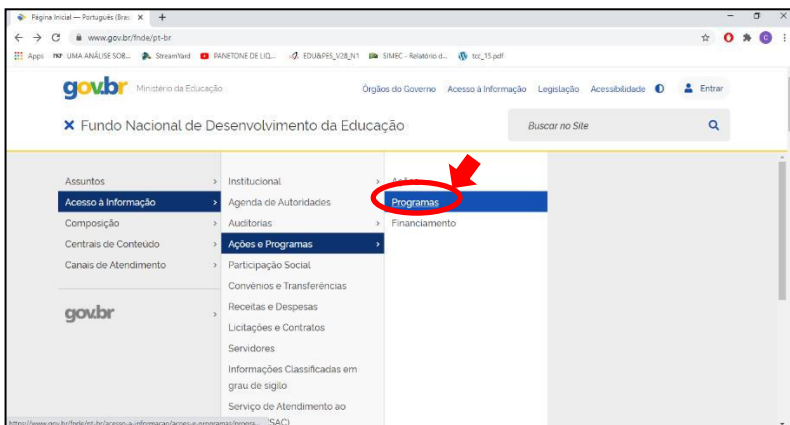 Página Inicial — Português (Bras
www.gov.br/fnde/pt-br
Apps UMA ANÁLISE SOB... StreamYard PANETONE DE LIQ... EDU&PES_V28_N1 SIMEC - Relatório d... tcc_15.pdf
gov.br Ministério da Educação Órgãos do Governo Acesso à Informação Legislação Acessibilidade Entrar
Fundo Nacional de Desenvolvimento da Educação Buscar no Site
Assuntos
Acesso à Informação
Composição
Centrais de Conteúdo
Canais de Atendimento
gov.br
Institucional
Agenda de Autoridades
Auditorias
Ações e Programas
Participação Social
Convênios e Transferências
Receitas e Despesas
Licitações e Contratos
Servidores
Informações Classificadas em
grau de sigilo
Serviço de Atendimento ao
(SAC)
Ações
Programas
Financiamento